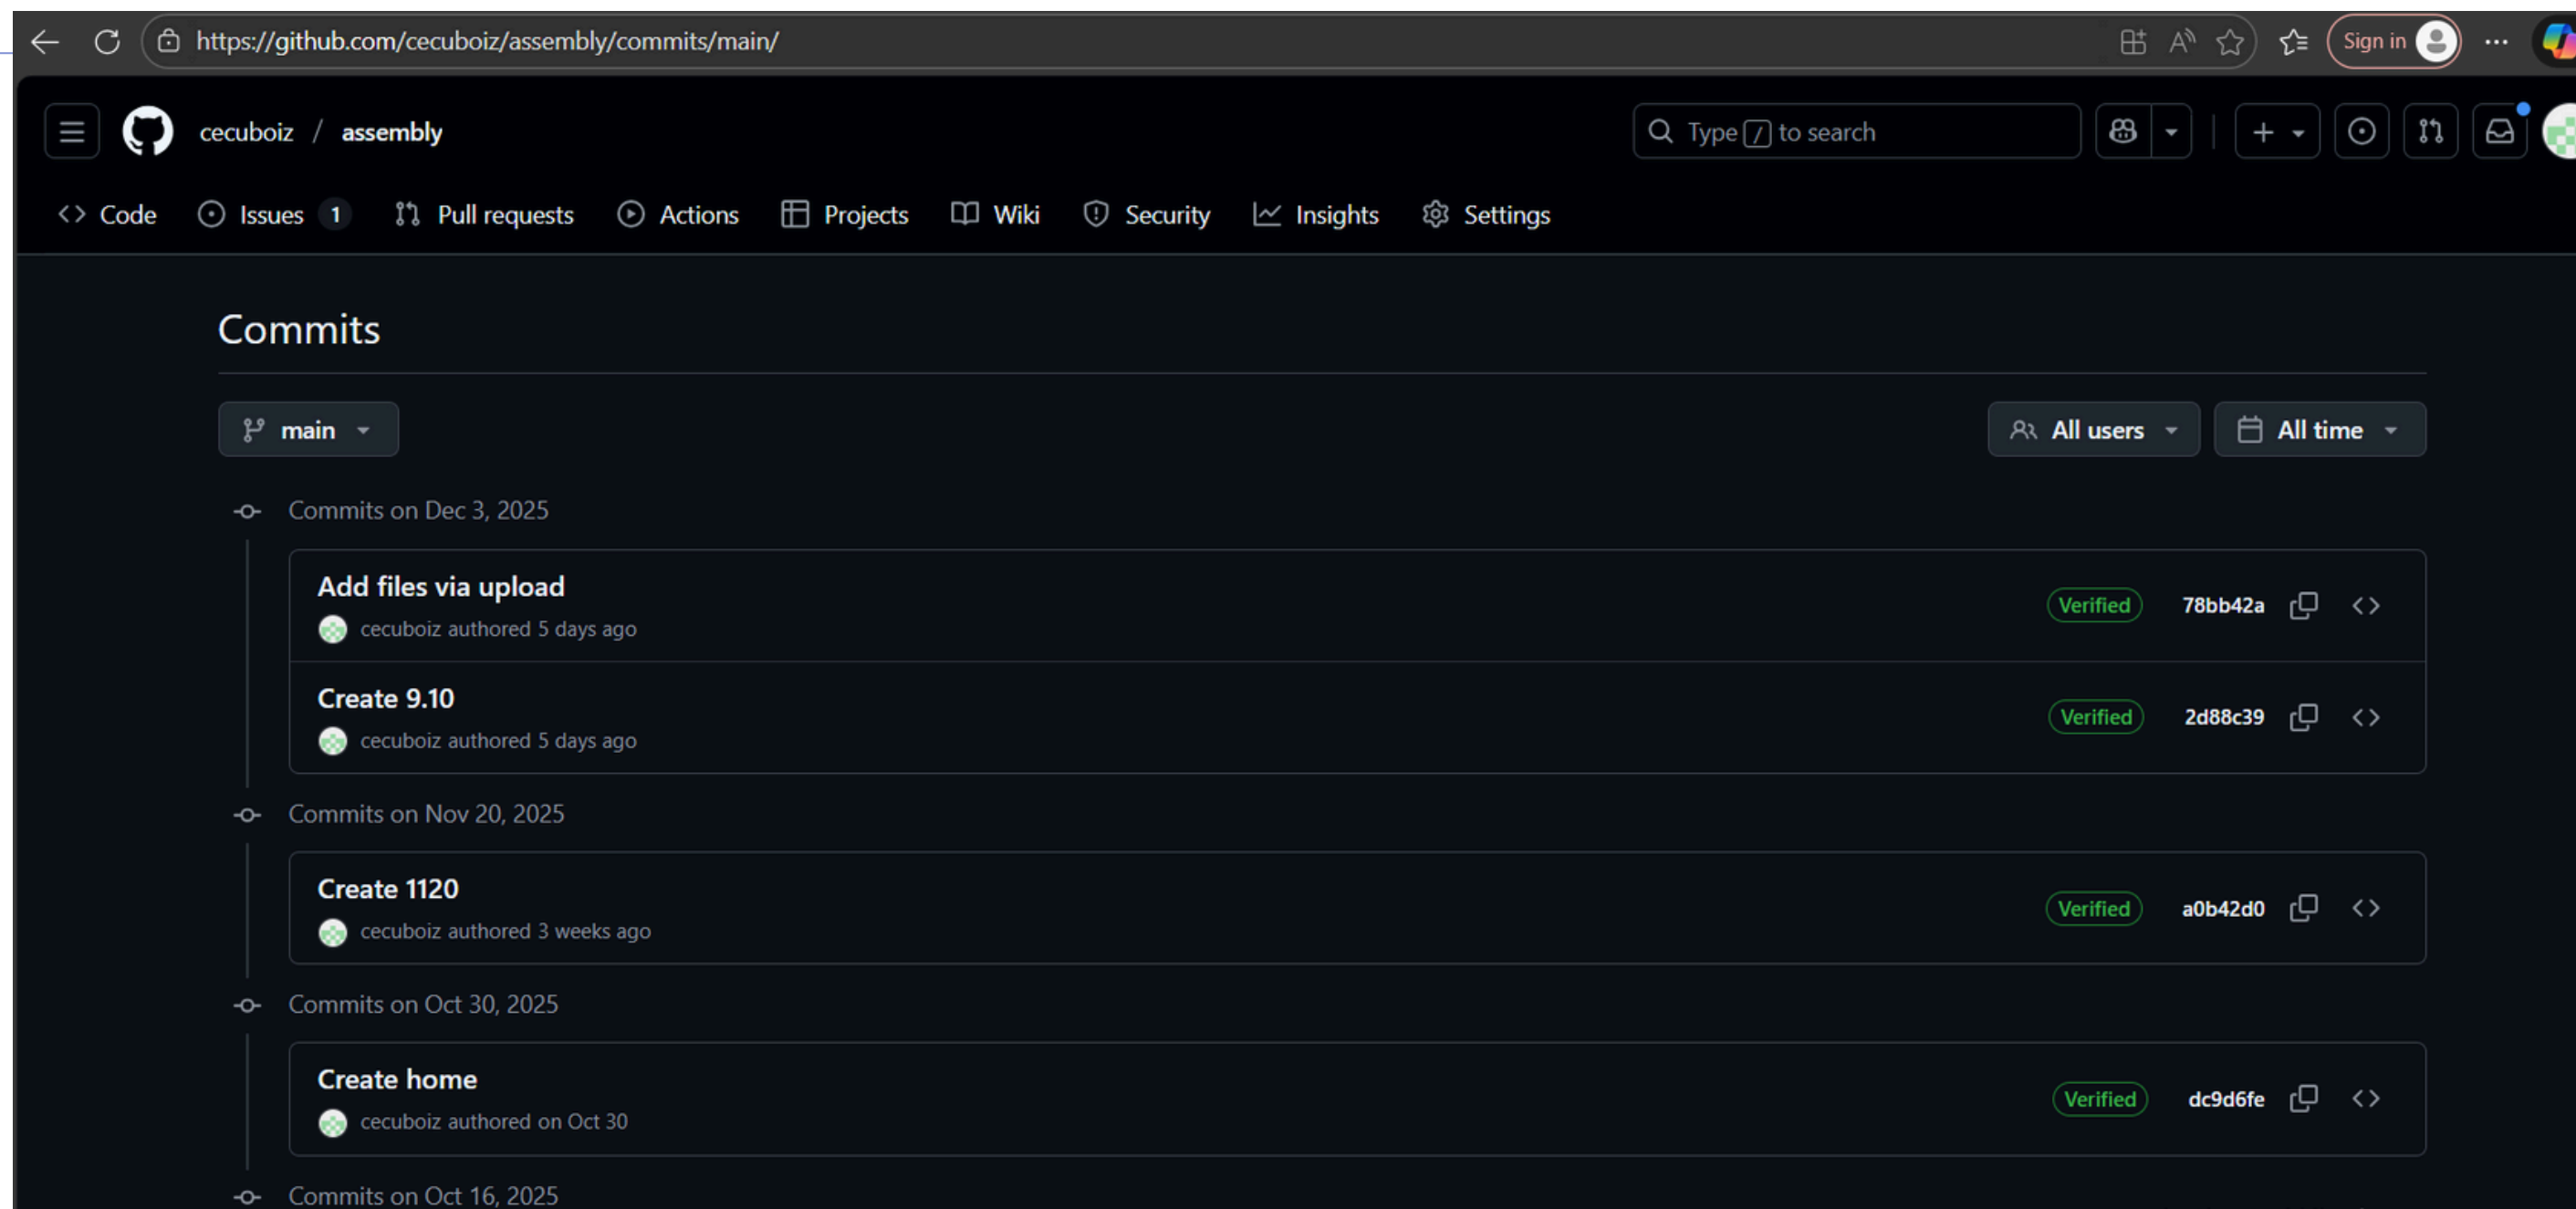 https://github.com/cecuboiz/assembly/commits/main/
Sign in
cecuboiz / assembly
Type / to search
Code
Issues 1
Pull requests
Actions
Projects
Wiki
Security
Insights
Settings
Commits
main
All users
All time
Commits on Dec 3, 2025
Add files via upload
cecuboiz authored 5 days ago
Verified
78bb42a
Create 9.10
cecuboiz authored 5 days ago
Verified
2d88c39
Commits on Nov 20, 2025
Create 1120
cecuboiz authored 3 weeks ago
Verified
a0b42d0
Commits on Oct 30, 2025
Create home
cecuboiz authored on Oct 30
Verified
dc9d6fe
Commits on Oct 16, 2025